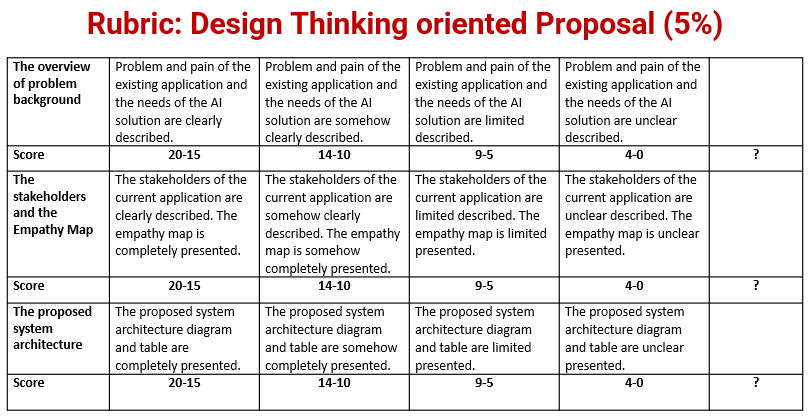 Rubric: Design Thinking oriented Proposal (5%)
The overview of problem background
Problem and pain of the existing application and the needs of the AI solution are clearly described.
Problem and pain of the existing application and the needs of the AI solution are somehow clearly described.
Problem and pain of the existing application and the needs of the AI solution are limited described.
Problem and pain of the existing application and the needs of the AI solution are unclear described.
Score
20-15
14-10
9-5
4-0
?
The stakeholders and the Empathy Map
The stakeholders of the current application are clearly described. The empathy map is completely presented.
The stakeholders of the current application are somehow clearly described. The empathy map is somehow completely presented.
The stakeholders of the current application are limited described. The empathy map is limited presented.
The stakeholders of the current application are unclear described. The empathy map is unclear presented.
Score
20-15
14-10
9-5
4-0
?
The proposed system architecture
The proposed system architecture diagram and table are completely presented.
The proposed system architecture diagram and table are somehow completely presented.
The proposed system architecture diagram and table are limited presented.
The proposed system architecture diagram and table are unclear presented.
Score
20-15
14-10
9-5
4-0
?